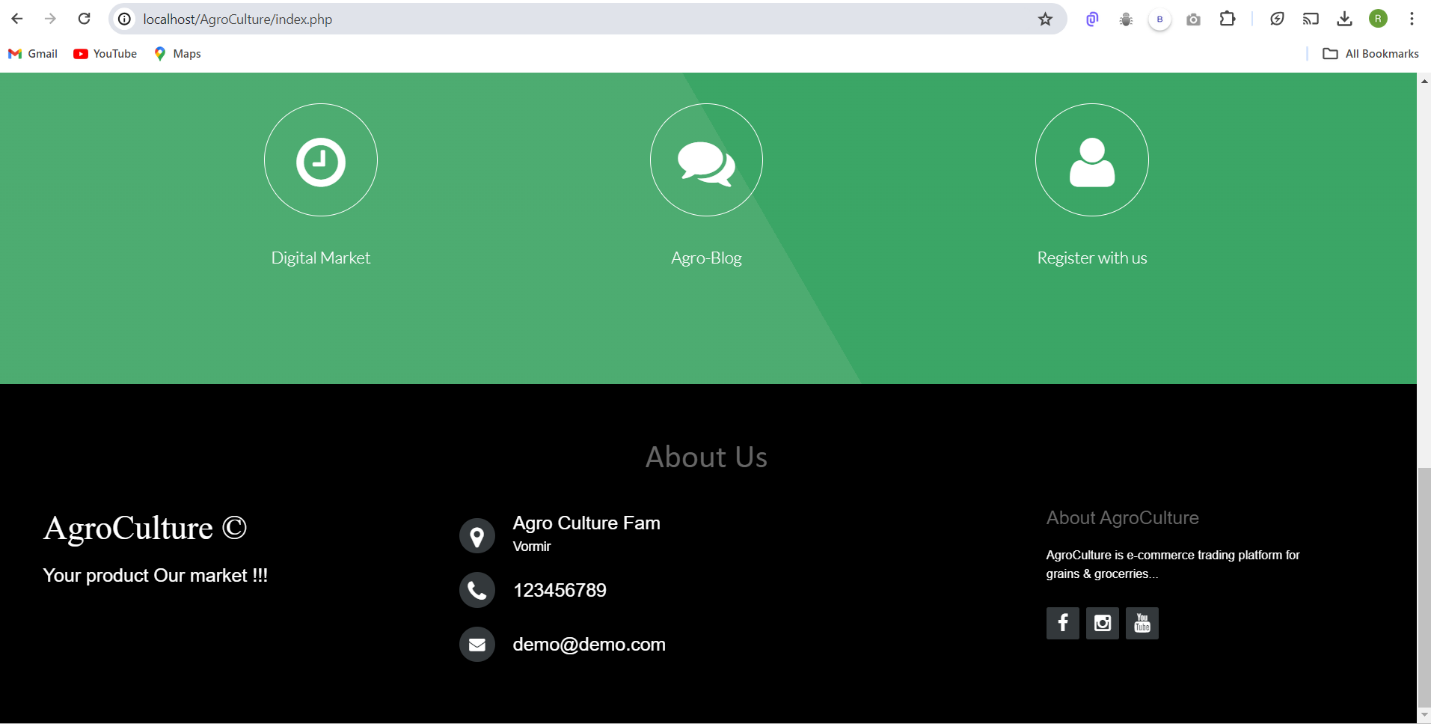 localhost/AgroCulture/index.php
B
R
Gmail
YouTube
Maps
All Bookmarks
Digital Market
Agro-Blog
Register with us
About Us
AgroCulture ©
Your product Our market !!!
Agro Culture Fam
Vormir
123456789
demo@demo.com
About AgroCulture
AgroCulture is e-commerce trading platform for
grains & grocerries...
You
Tube